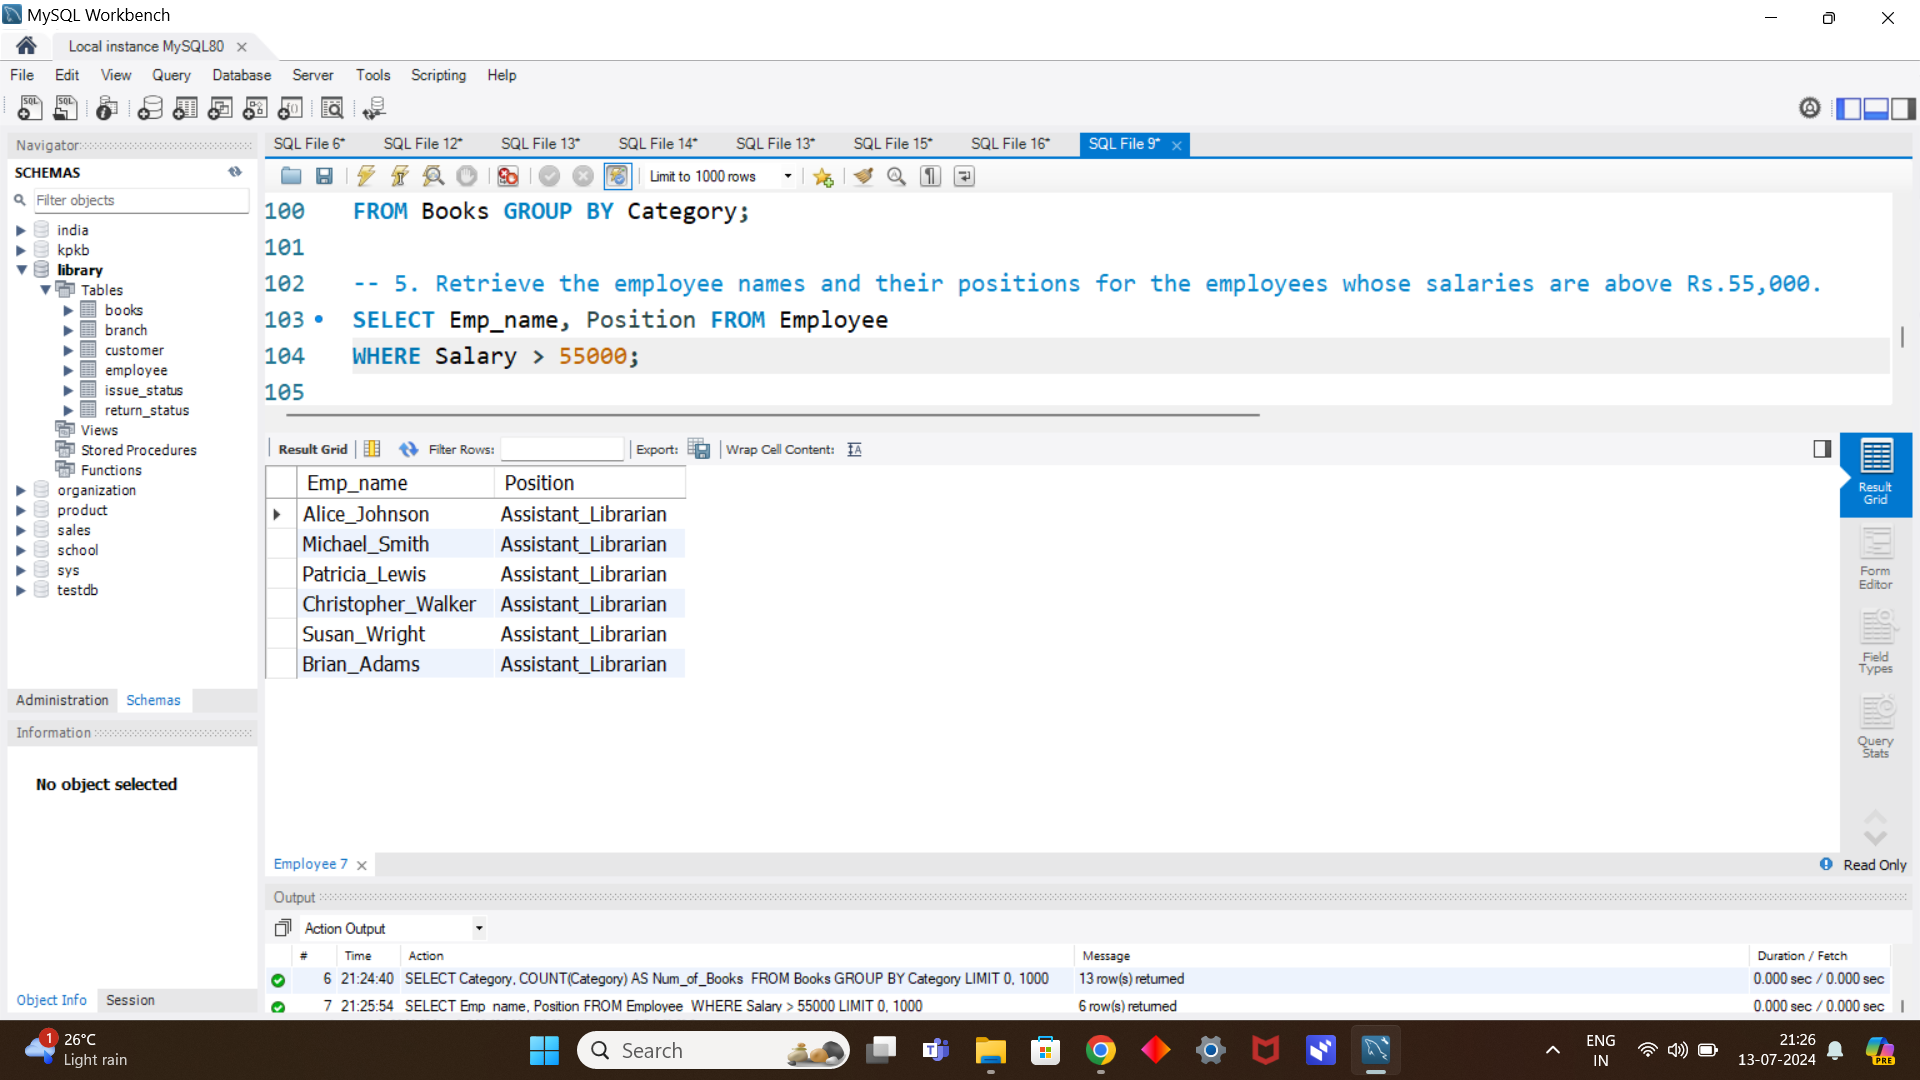 MySQL Workbench
Local instance MySQL80
File Edit View Query Database Server Tools Scripting Help
Navigator
SCHEMAS
Filter objects
india
kpkb
library
Tables
books
branch
customer
employee
issue_status
return_status
Views
Stored Procedures
Functions
organization
product
sales
school
sys
testdb
Administration Schemas
Information
No object selected
Object Info Session
SQL File 6* SQL File 12* SQL File 13* SQL File 14* SQL File 13* SQL File 15* SQL File 16* SQL File 9*
Limit to 1000 rows
100 FROM Books GROUP BY Category;
101
102 -- 5. Retrieve the employee names and their positions for the employees whose salaries are above Rs.55,000.
103 SELECT Emp_name, Position FROM Employee
104 WHERE Salary > 55000;
105
Result Grid Filter Rows: Export: Wrap Cell Content:
Emp_name Position
Alice_Johnson Assistant_Librarian
Michael_Smith Assistant_Librarian
Patricia_Lewis Assistant_Librarian
Christopher_Walker Assistant_Librarian
Susan_Wright Assistant_Librarian
Brian_Adams Assistant_Librarian
Result
Grid
Form
Editor
Field
Types
Query
Stats
Employee 7
Read Only
Output
Action Output
# Time Action Message Duration / Fetch
6 21:24:40 SELECT Category, COUNT(Category) AS Num_of_Books FROM Books GROUP BY Category LIMIT 0, 1000 13 row(s) returned 0.000 sec / 0.000 sec
7 21:25:54 SELECT Emp_name, Position FROM Employee WHERE Salary > 55000 LIMIT 0, 1000 6 row(s) returned 0.000 sec / 0.000 sec
1
26°C
Light rain
Search
ENG
IN
21:26
13-07-2024
PRE